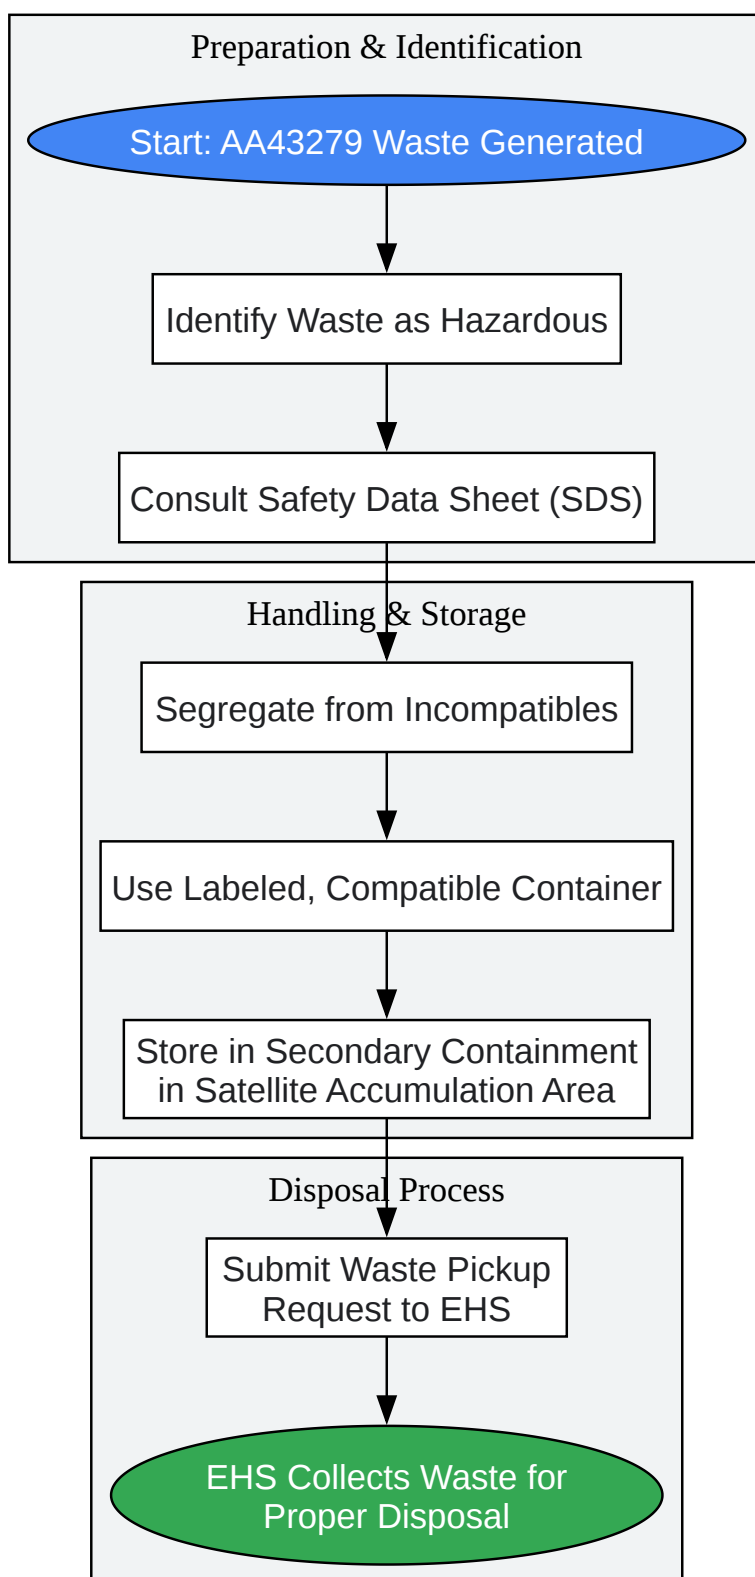 Preparation & Identification
Start: AA43279 Waste Generated
Identify Waste as Hazardous
Consult Safety Data Sheet (SDS)
Handling & Storage
Segregate from Incompatibles
Use Labeled, Compatible Container
Store in Secondary Containment
in Satellite Accumulation Area
Disposal Process
Submit Waste Pickup
Request to EHS
EHS Collects Waste for
Proper Disposal